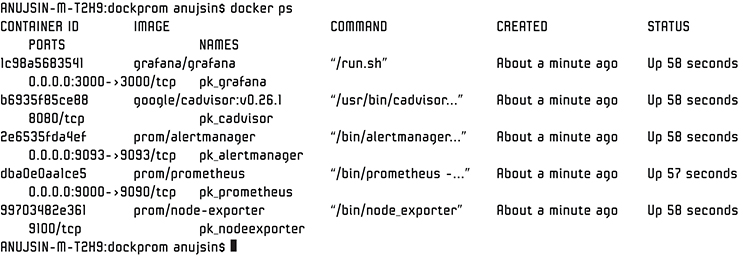 ANUJSIN-M-T2H9:dockprom anujsin$ docker ps
CONTAINER ID IMAGE COMMAND CREATED STATUS
PORTS NAMES
1c98a5683541 grafana/grafana “/run.sh” About a minute ago Up 58 seconds
0.0.0.0:3000->3000/tcp pk_grafana
b6935f85ce88 google/cadvisor:v0.26.1 “/usr/bin/cadvisor...” About a minute ago Up 58 seconds
8080/tcp pk_cadvisor
2e6535fda4ef prom/alertmanager “/bin/alertmanager...” About a minute ago Up 58 seconds
0.0.0.0:9093->9093/tcp pk_alertmanager
dba0e0aa1ce5 prom/prometheus “/bin/prometheus -...” About a minute ago Up 57 seconds
0.0.0.0:9000->9090/tcp pk_prometheus
99703482e361 prom/node-exporter “/bin/node_exporter” About a minute ago Up 58 seconds
9100/tcp pk_nodeexporter
ANUJSIN-M-T2H9:dockprom anujsin$